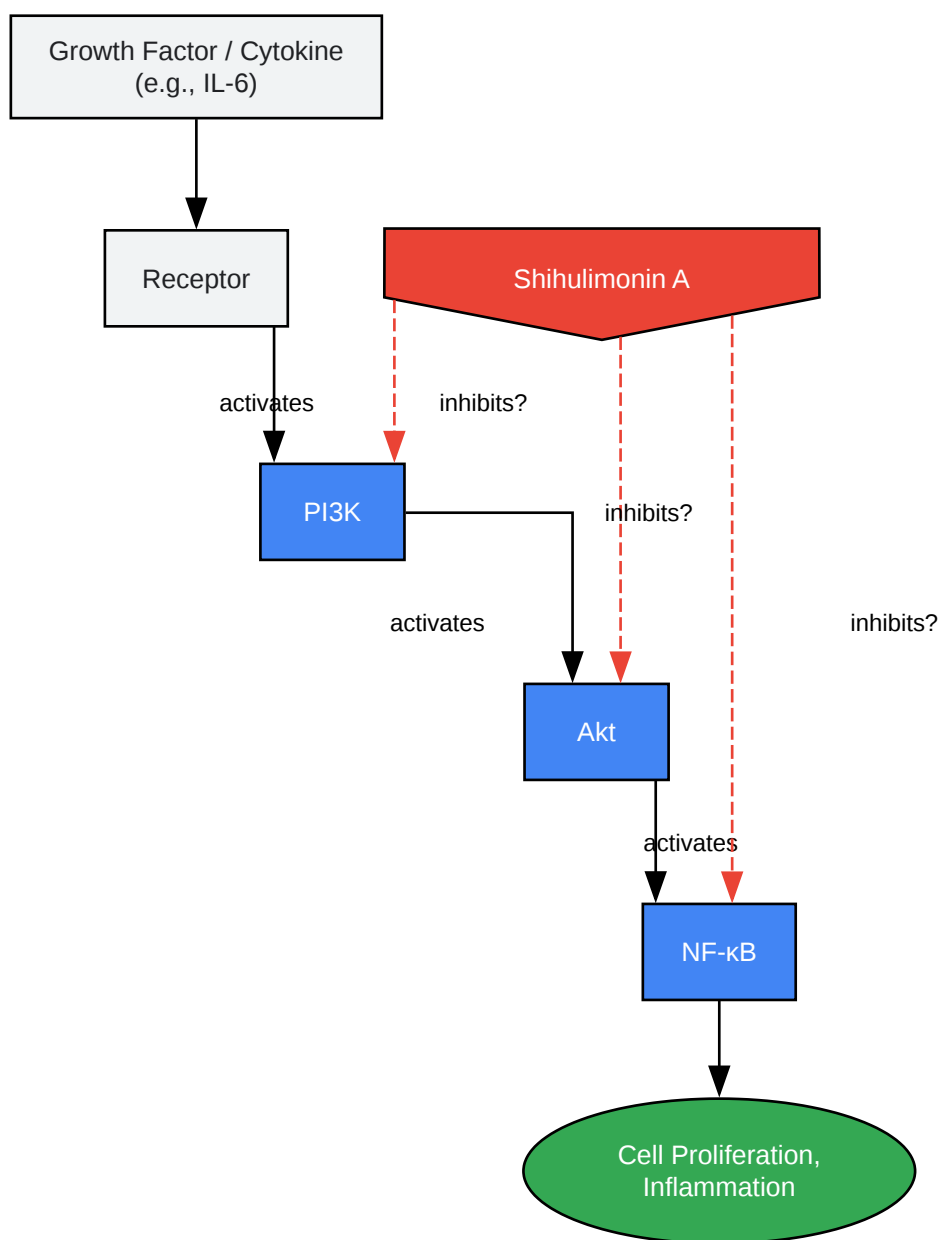 Growth Factor / Cytokine
(e.g., IL-6)
Receptor
Shihulimonin A
activates
inhibits?
PI3K
inhibits?
activates
inhibits?
Akt
activates
NF-κB
Cell Proliferation,
Inflammation